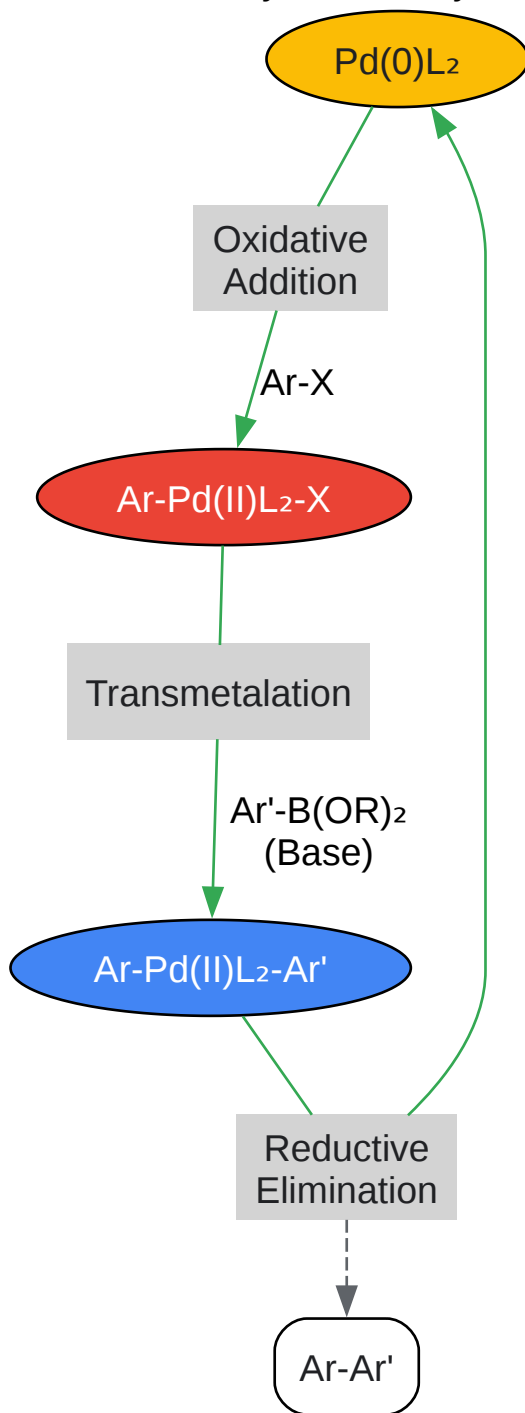 Pd(0)L₂
Oxidative
Addition
Ar-X
Ar-Pd(II)L₂-X
Transmetalation
Ar'-B(OR)₂
(Base)
Ar-Pd(II)L₂-Ar'
Reductive
Elimination
Ar-Ar'